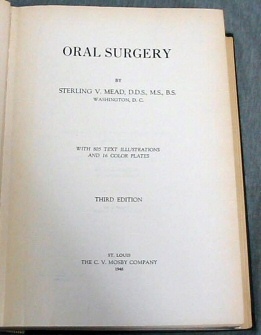 ORAL SURGERY
BY
STERLING V. MEAD, D.D.S., M.S., B.S.
WASHINGTON, D. C.
WITH 805 TEXT ILLUSTRATIONS
AND 16 COLOR PLATES
THIRD EDITION
ST. LOUIS
THE C. V. MOSBY COMPANY